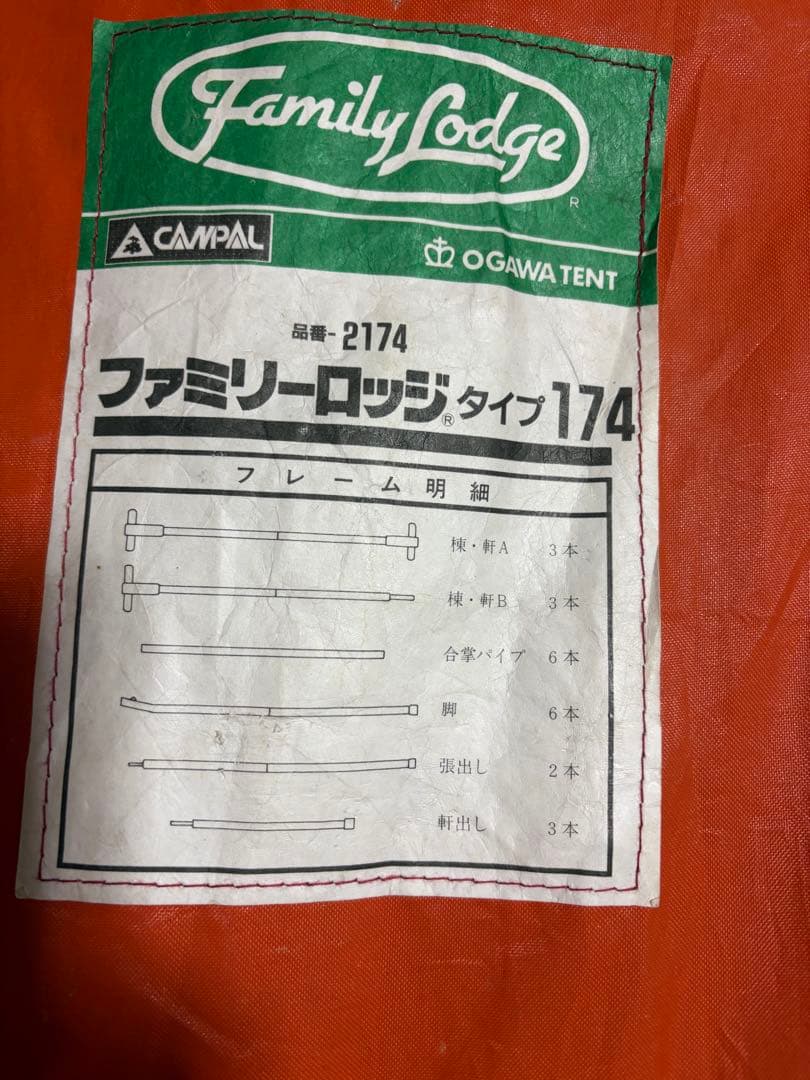 Family Lodge
R
CAMPAL
OGAWA TENT
品番-2174
ファミリーロッジ® タイプ174
フレーム明細
棟・軒A 3本
棟・軒B 3本
合掌パイプ 6本
脚 6本
張出し 2本
軒出し 3本